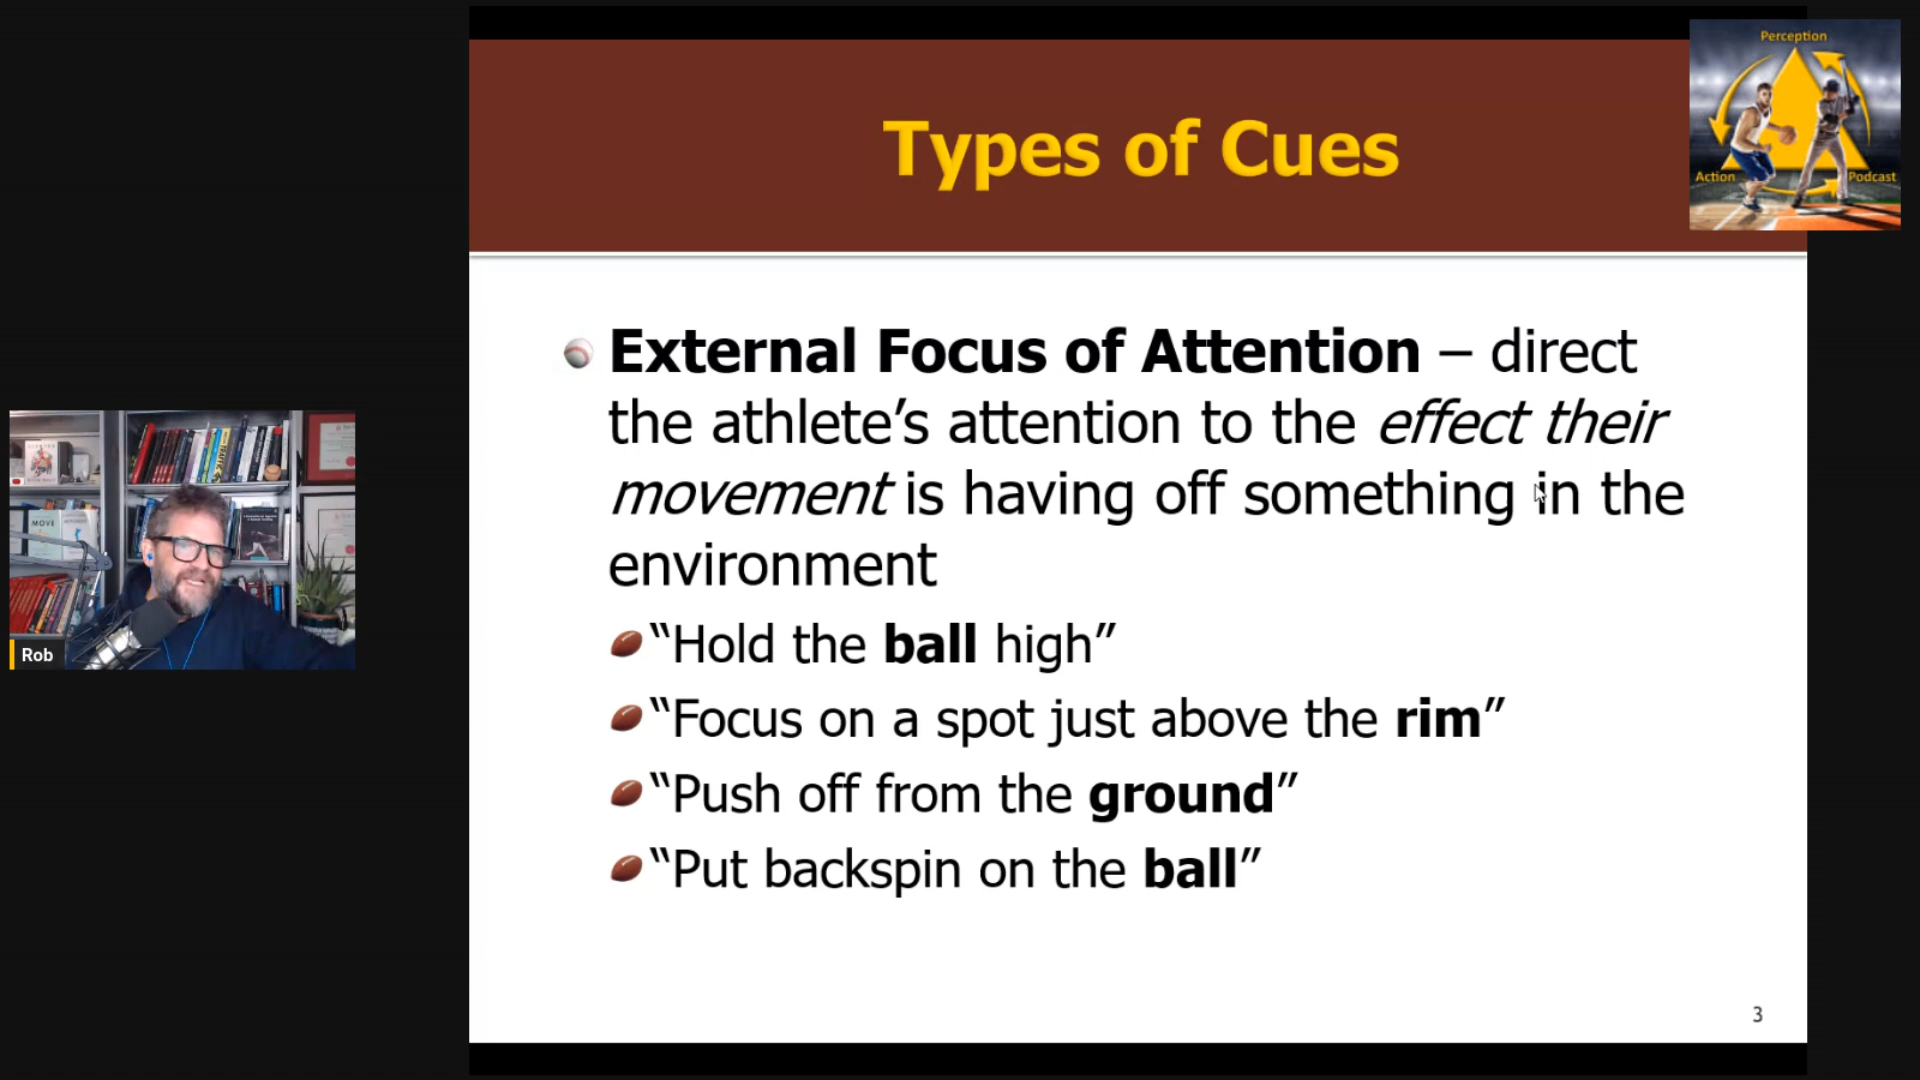 Perception
Action
Podcast
Types of Cues
External Focus of Attention – direct
the athlete’s attention to the effect their
movement is having off something in the
environment
“Hold the ball high”
“Focus on a spot just above the rim”
“Push off from the ground”
“Put backspin on the ball”
3
MOVE
Rob